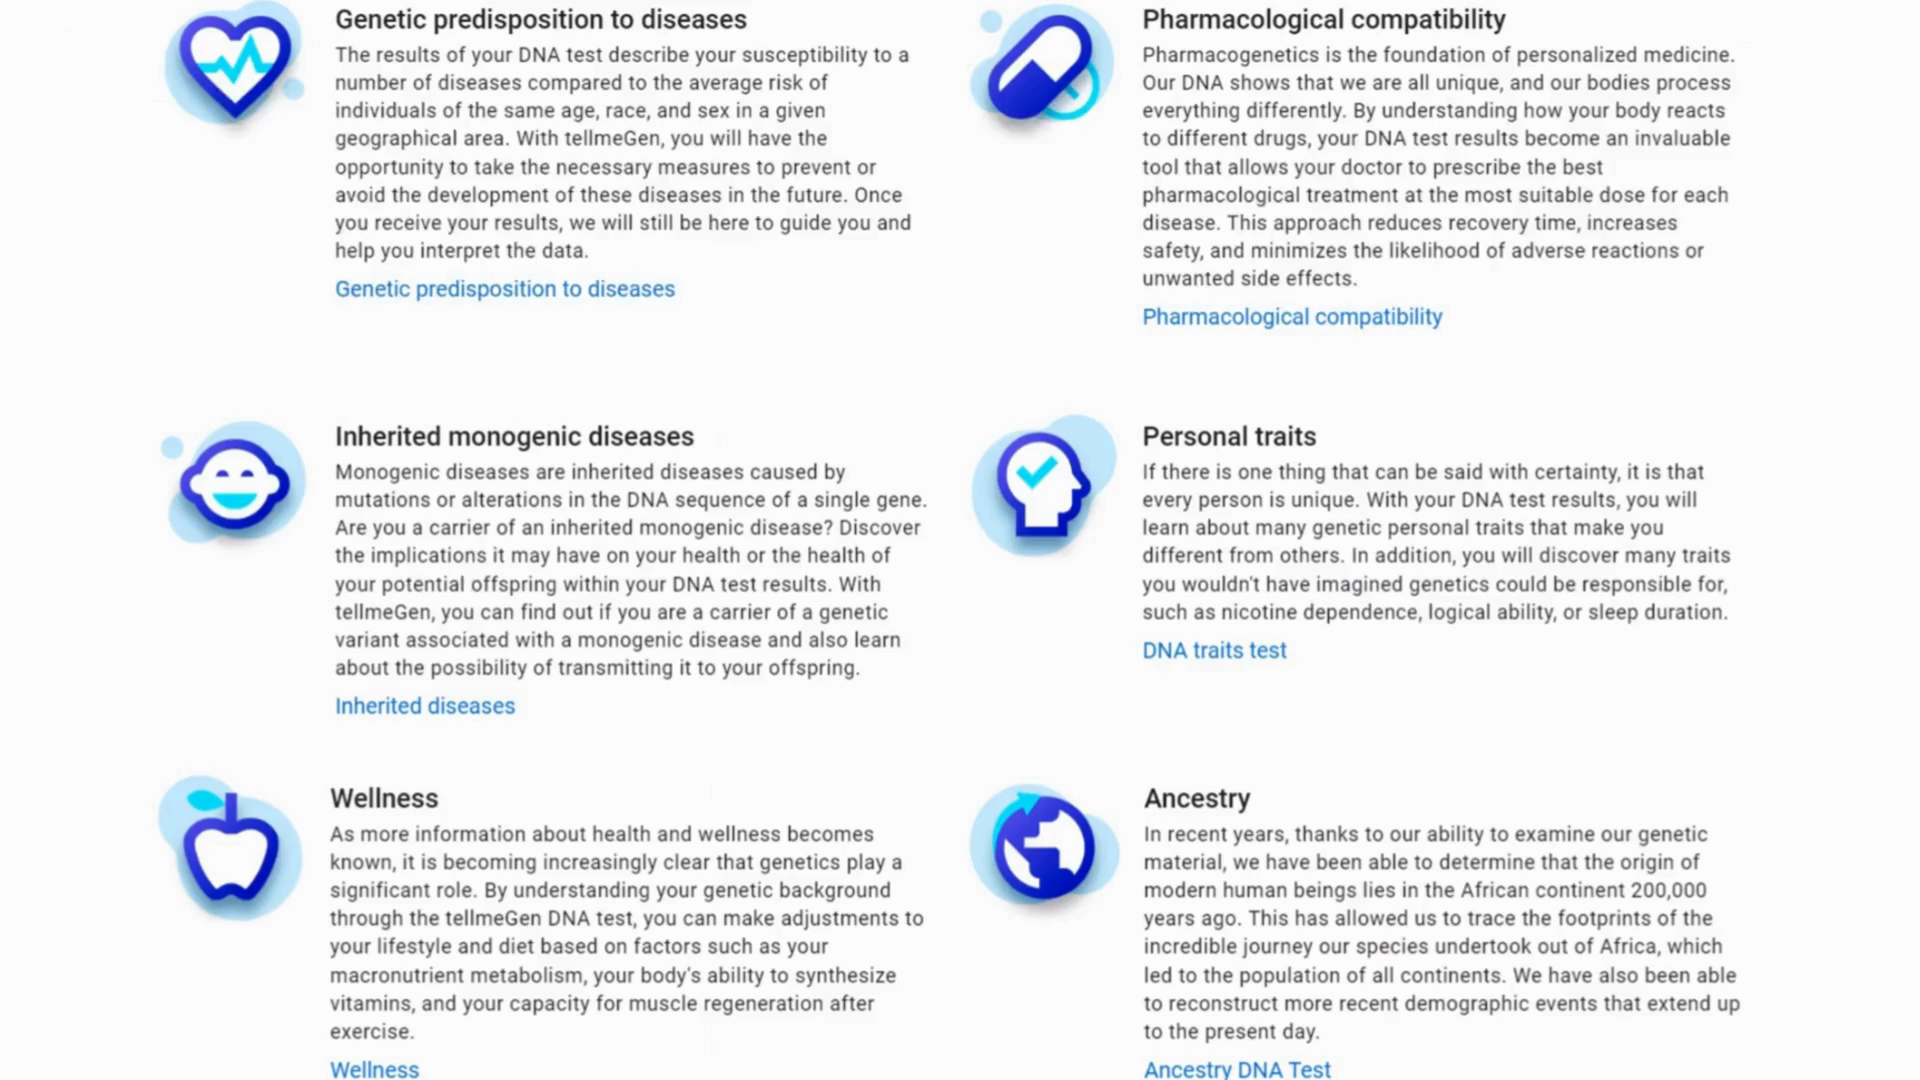 Genetic predisposition to diseases
The results of your DNA test describe your susceptibility to a
number of diseases compared to the average risk of
individuals of the same age, race, and sex in a given
geographical area. With tellmeGen, you will have the
opportunity to take the necessary measures to prevent or
avoid the development of these diseases in the future. Once
you receive your results, we will still be here to guide you and
help you interpret the data.
Genetic predisposition to diseases
Pharmacological compatibility
Pharmacogenetics is the foundation of personalized medicine.
Our DNA shows that we are all unique, and our bodies process
everything differently. By understanding how your body reacts
to different drugs, your DNA test results become an invaluable
tool that allows your doctor to prescribe the best
pharmacological treatment at the most suitable dose for each
disease. This approach reduces recovery time, increases
safety, and minimizes the likelihood of adverse reactions or
unwanted side effects.
Pharmacological compatibility
Inherited monogenic diseases
Monogenic diseases are inherited diseases caused by
mutations or alterations in the DNA sequence of a single gene.
Are you a carrier of an inherited monogenic disease? Discover
the implications it may have on your health or the health of
your potential offspring within your DNA test results. With
tellmeGen, you can find out if you are a carrier of a genetic
variant associated with a monogenic disease and also learn
about the possibility of transmitting it to your offspring.
Inherited diseases
Personal traits
If there is one thing that can be said with certainty, it is that
every person is unique. With your DNA test results, you will
learn about many genetic personal traits that make you
different from others. In addition, you will discover many traits
you wouldn't have imagined genetics could be responsible for,
such as nicotine dependence, logical ability, or sleep duration.
DNA traits test
Wellness
As more information about health and wellness becomes
known, it is becoming increasingly clear that genetics play a
significant role. By understanding your genetic background
through the tellmeGen DNA test, you can make adjustments to
your lifestyle and diet based on factors such as your
macronutrient metabolism, your body's ability to synthesize
vitamins, and your capacity for muscle regeneration after
exercise.
Wellness
Ancestry
In recent years, thanks to our ability to examine our genetic
material, we have been able to determine that the origin of
modern human beings lies in the African continent 200,000
years ago. This has allowed us to trace the footprints of the
incredible journey our species undertook out of Africa, which
led to the population of all continents. We have also been able
to reconstruct more recent demographic events that extend up
to the present day.
Ancestry DNA Test